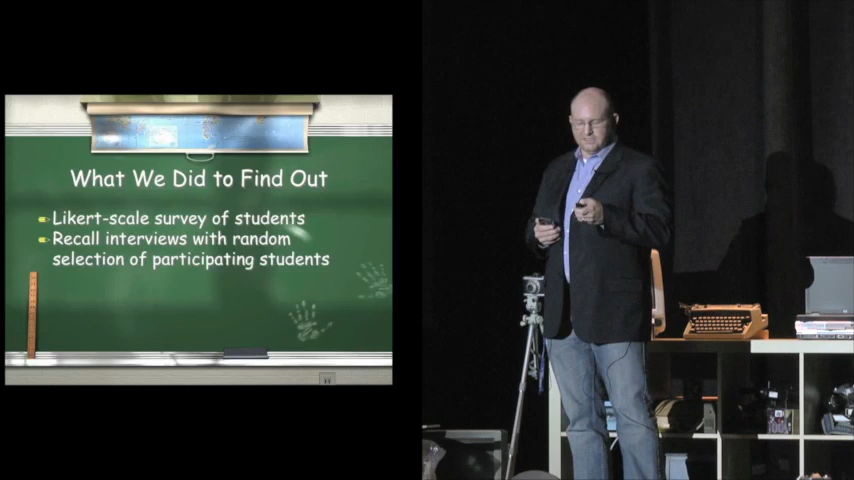 What We Did to Find Out
Likert-scale survey of students
Recall interviews with random
selection of participating students